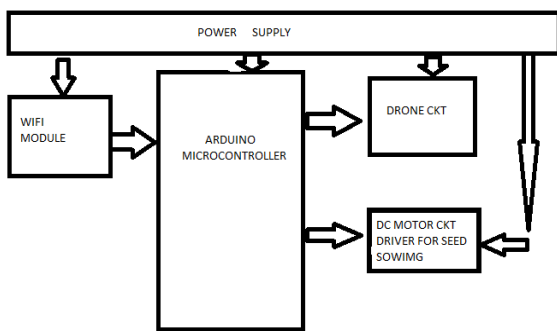 POWER SUPPLY
WIFI
MODULE
ARDUINO
MICROCONTROLLER
DRONE CKT
DC MOTOR CKT
DRIVER FOR SEED
SOWIMG